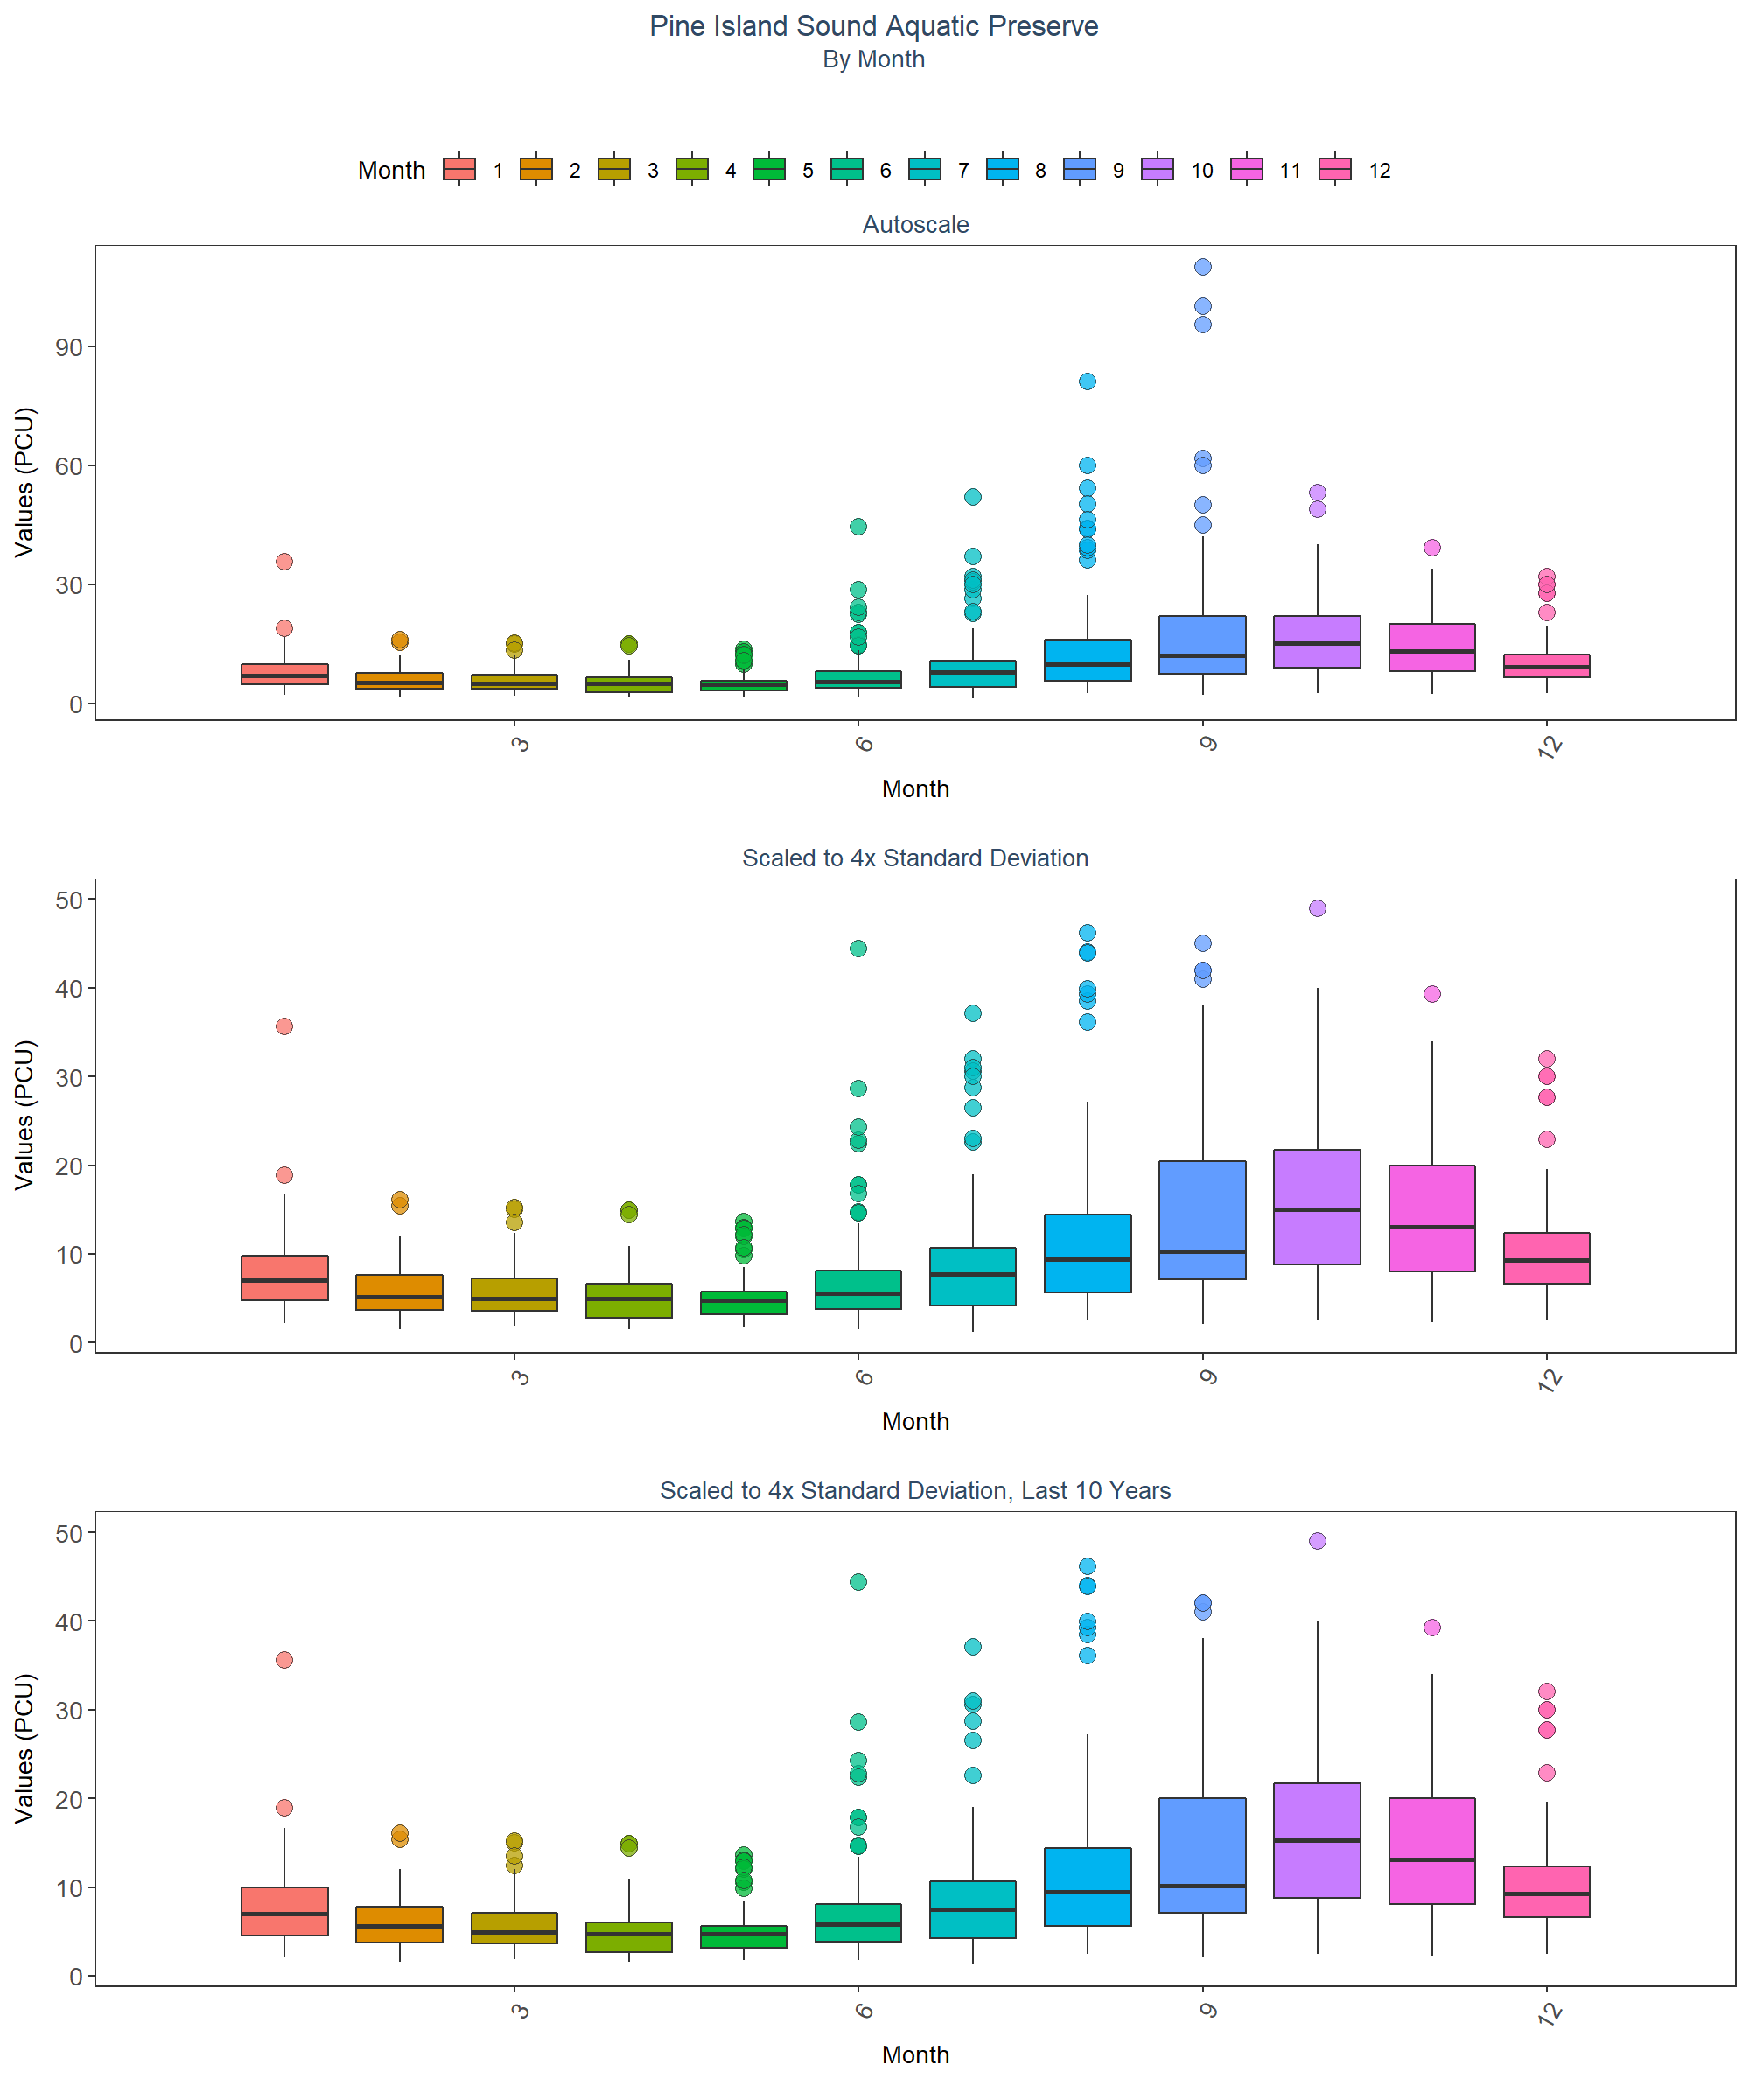 Pine Island Sound Aquatic Preserve
By Month
Month 1 2 3 4 5 6 7 8 9 10 11 12
Autoscale
Values (PCU)
90
60
30
0
3 6 9 12
Month
Scaled to 4x Standard Deviation
Values (PCU)
50
40
30
20
10
0
3 6 9 12
Month
Scaled to 4x Standard Deviation, Last 10 Years
Values (PCU)
50
40
30
20
10
0
3 6 9 12
Month